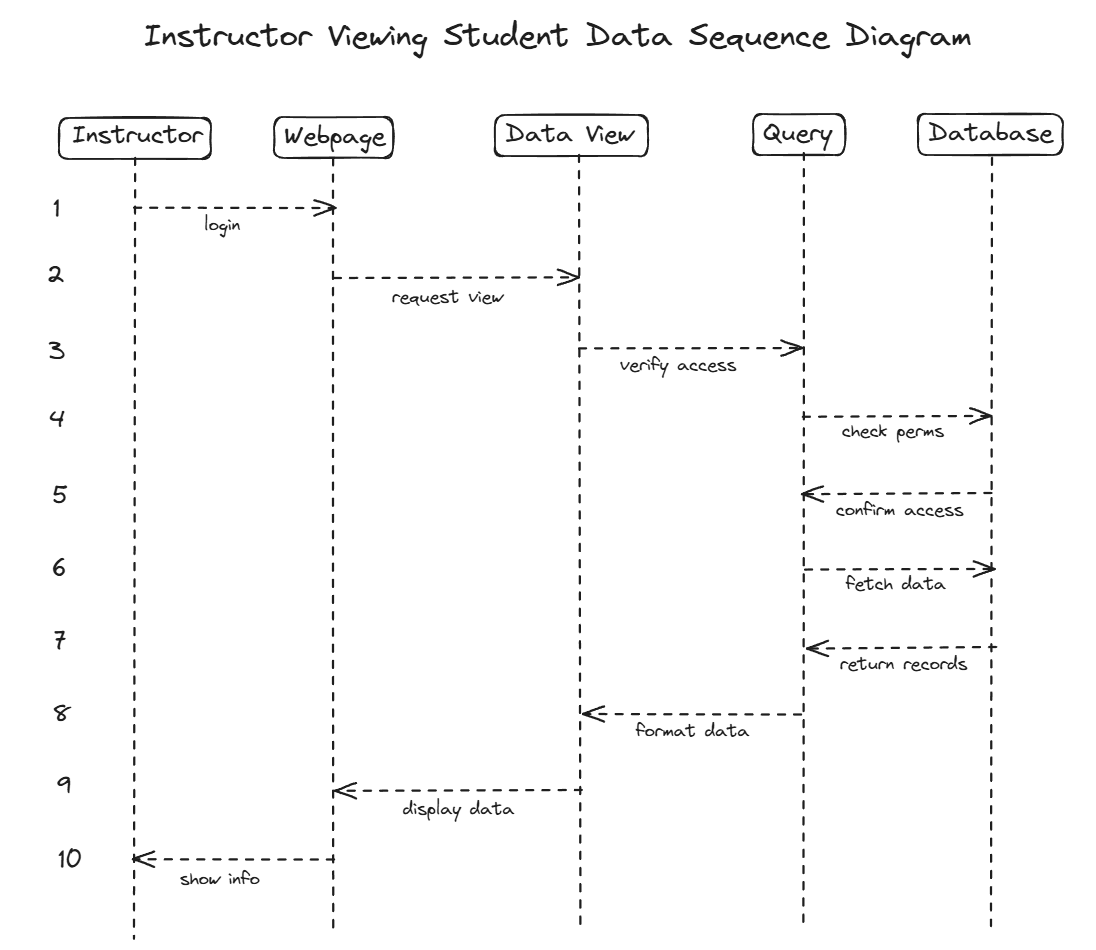 Instructor Viewing Student Data Sequence Diagram
Instructor Webpage Data View Query Database
1
login
2
request view
3
verify access
4
check perms
5
confirm access
6
fetch data
7
return records
8
format data
9
display data
10
show info